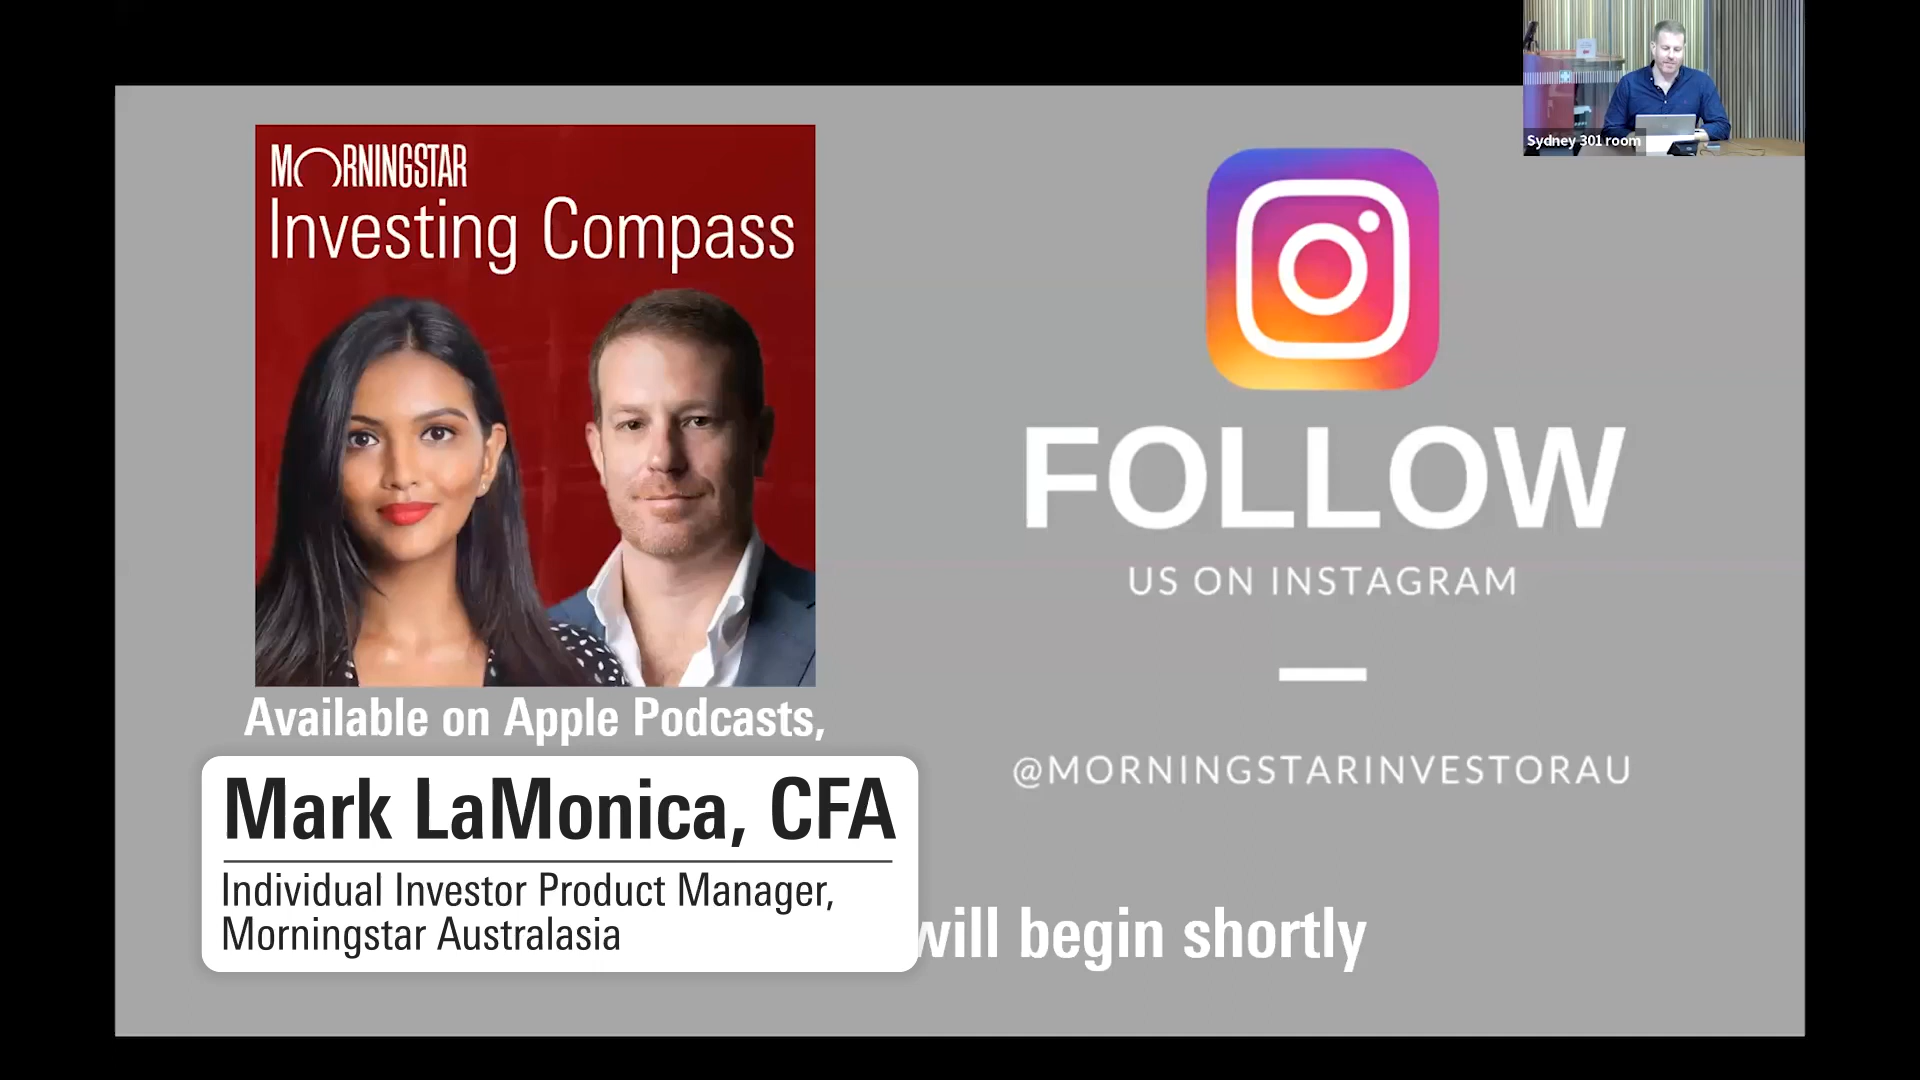 Sydney 301 room
MORNINGSTAR
Investing Compass
Available on Apple Podcasts,
Mark LaMonica, CFA
Individual Investor Product Manager,
Morningstar Australasia
FOLLOW
US ON INSTAGRAM
@MORNINGSTARINVESTORAU
will begin shortly